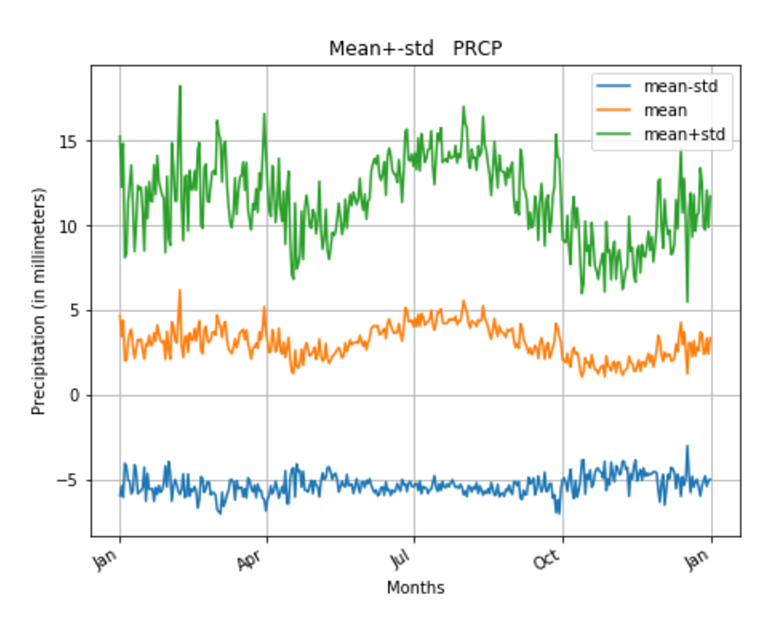 Mean+-std PRCP
mean-std
mean
mean+std
15
10
5
0
−5
Precipitation (in millimeters)
Jan
Apr
Jul
Oct
Jan
Months